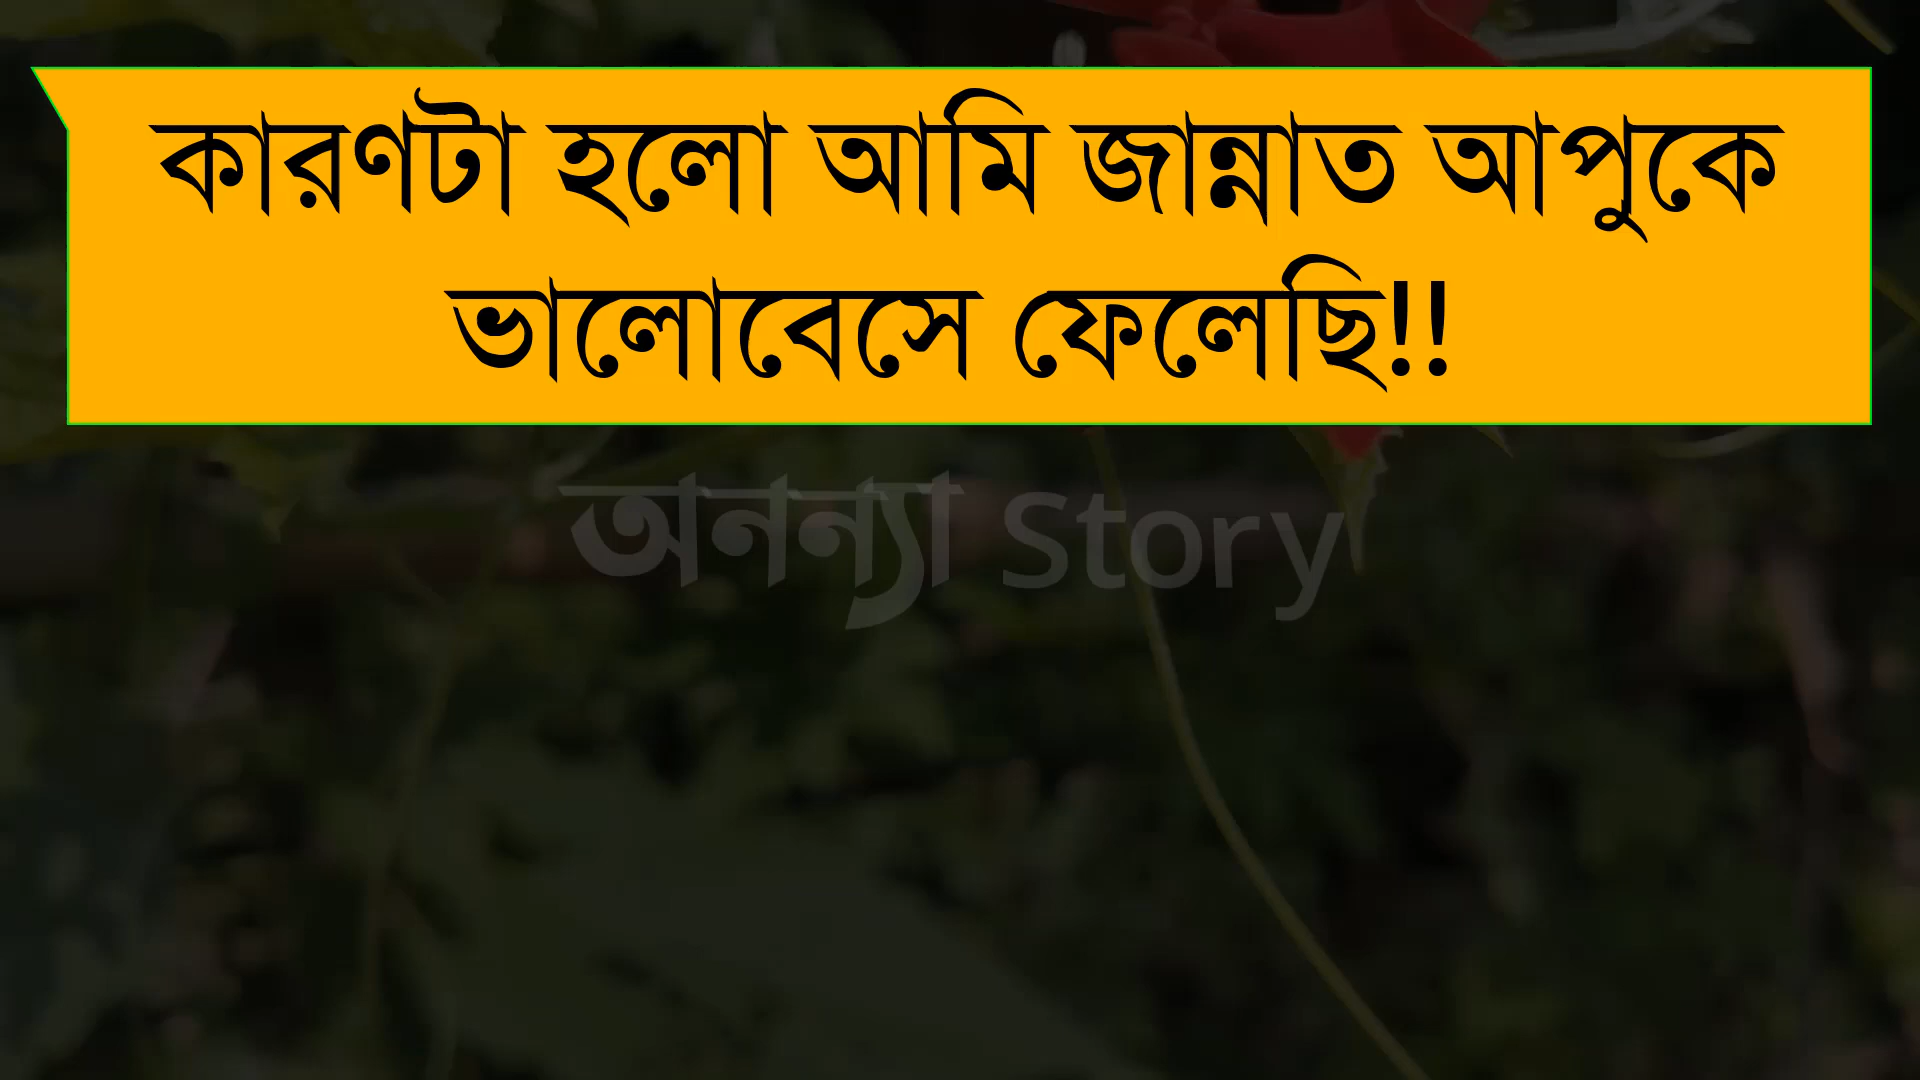 কারণটা হলো আমি জান্নাত আপুকে
ভালোবেসে ফেলেছি!!
অনন্যা Story